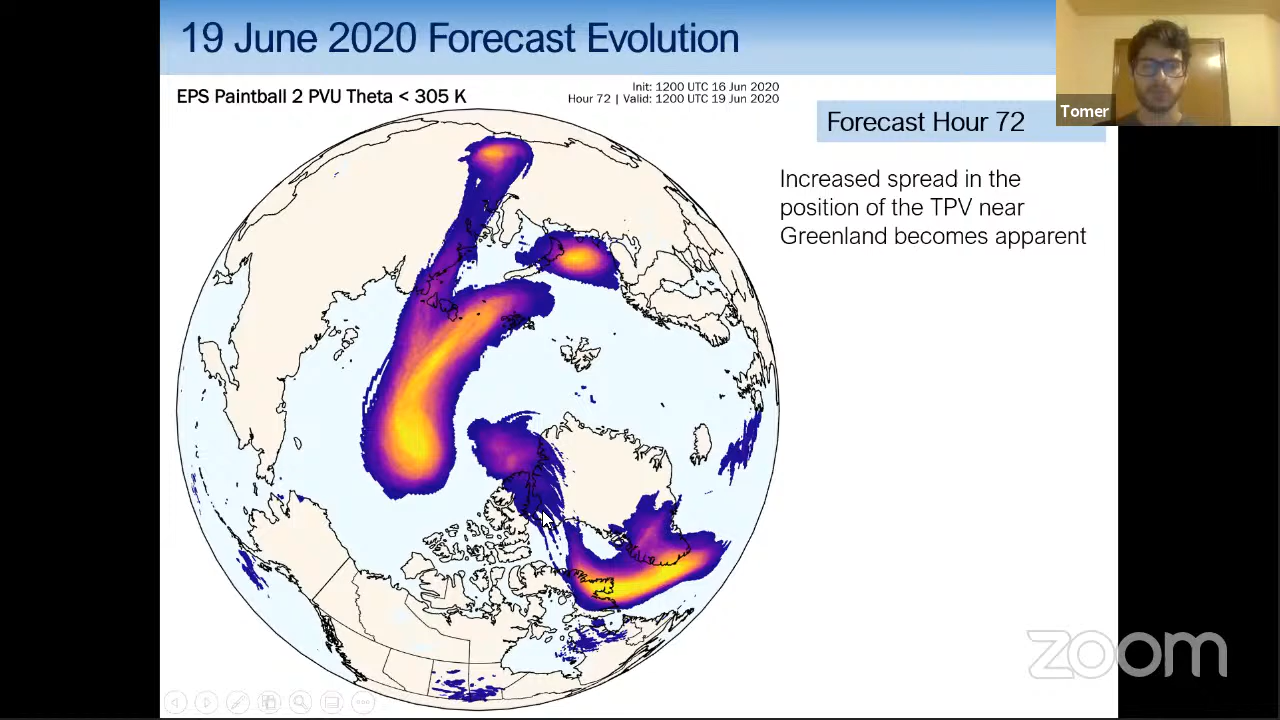 19 June 2020 Forecast Evolution
EPS Paintball 2 PVU Theta < 305 K
Init: 1200 UTC 16 Jun 2020
Hour 72 | Valid: 1200 UTC 19 Jun 2020
Forecast Hour 72
Tomer
Increased spread in the
position of the TPV near
Greenland becomes apparent
zoom